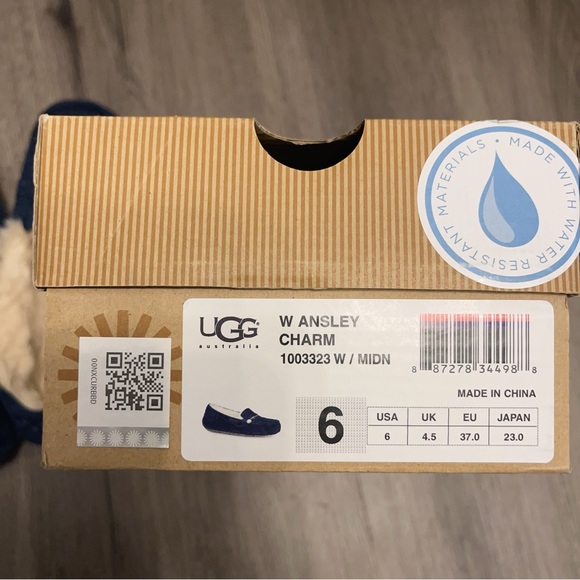 MADE WITH WATER RESISTANT MATERIALS •
UGG
australia
W ANSLEY
CHARM
1003323 W / MIDN
8 87278 34498 8
MADE IN CHINA
6
USA UK EU JAPAN
6 4.5 37.0 23.0